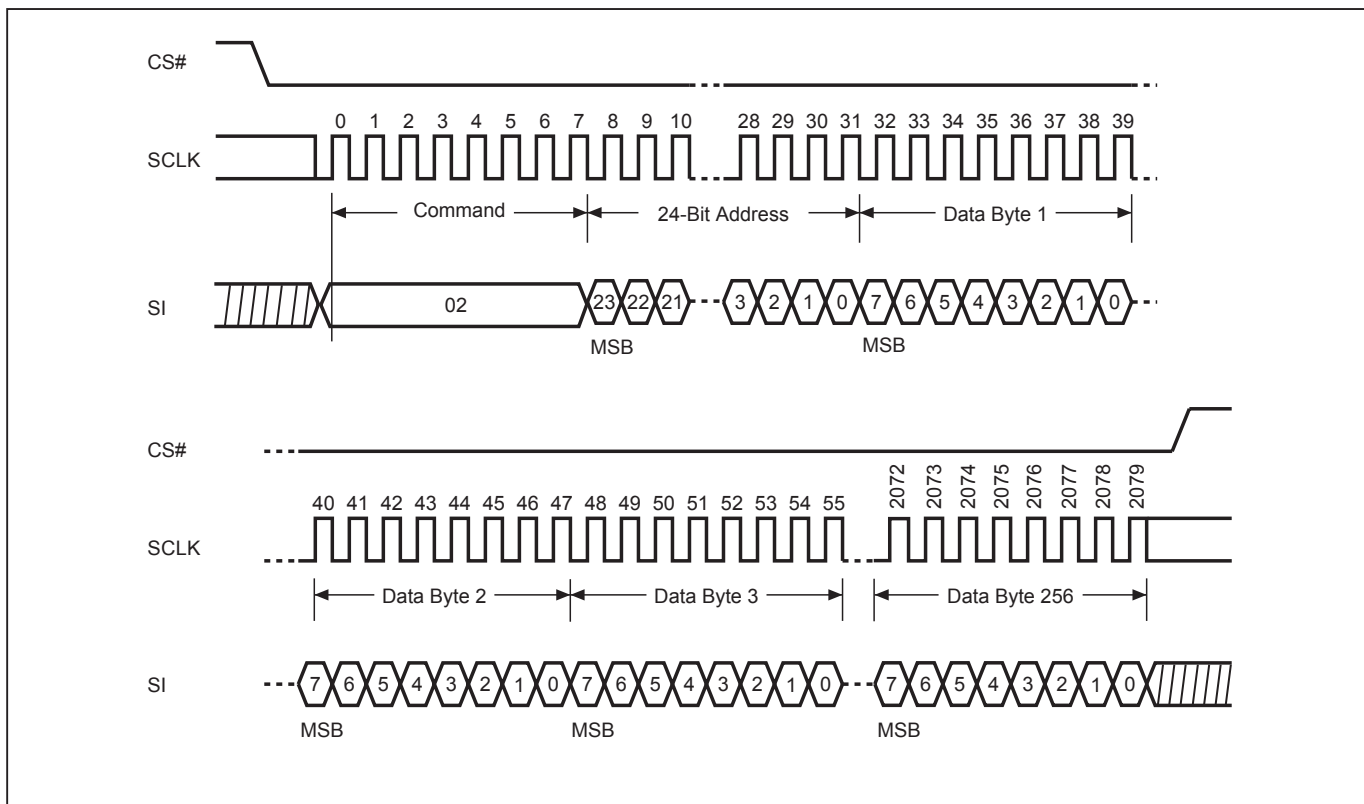 CS#
0 1 2 3 4 5 6 7 8 9 10 28 29 30 31 32 33 34 35 36 37 38 39
SCLK
Command 24-Bit Address Data Byte 1
SI 02 23 22 21 3 2 1 0 7 6 5 4 3 2 1 0
MSB MSB
CS#
40 41 42 43 44 45 46 47 48 49 50 51 52 53 54 55 2072 2073 2074 2075 2076 2077 2078 2079
SCLK
Data Byte 2 Data Byte 3 Data Byte 256
SI 7 6 5 4 3 2 1 0 7 6 5 4 3 2 1 0 7 6 5 4 3 2 1 0
MSB MSB MSB